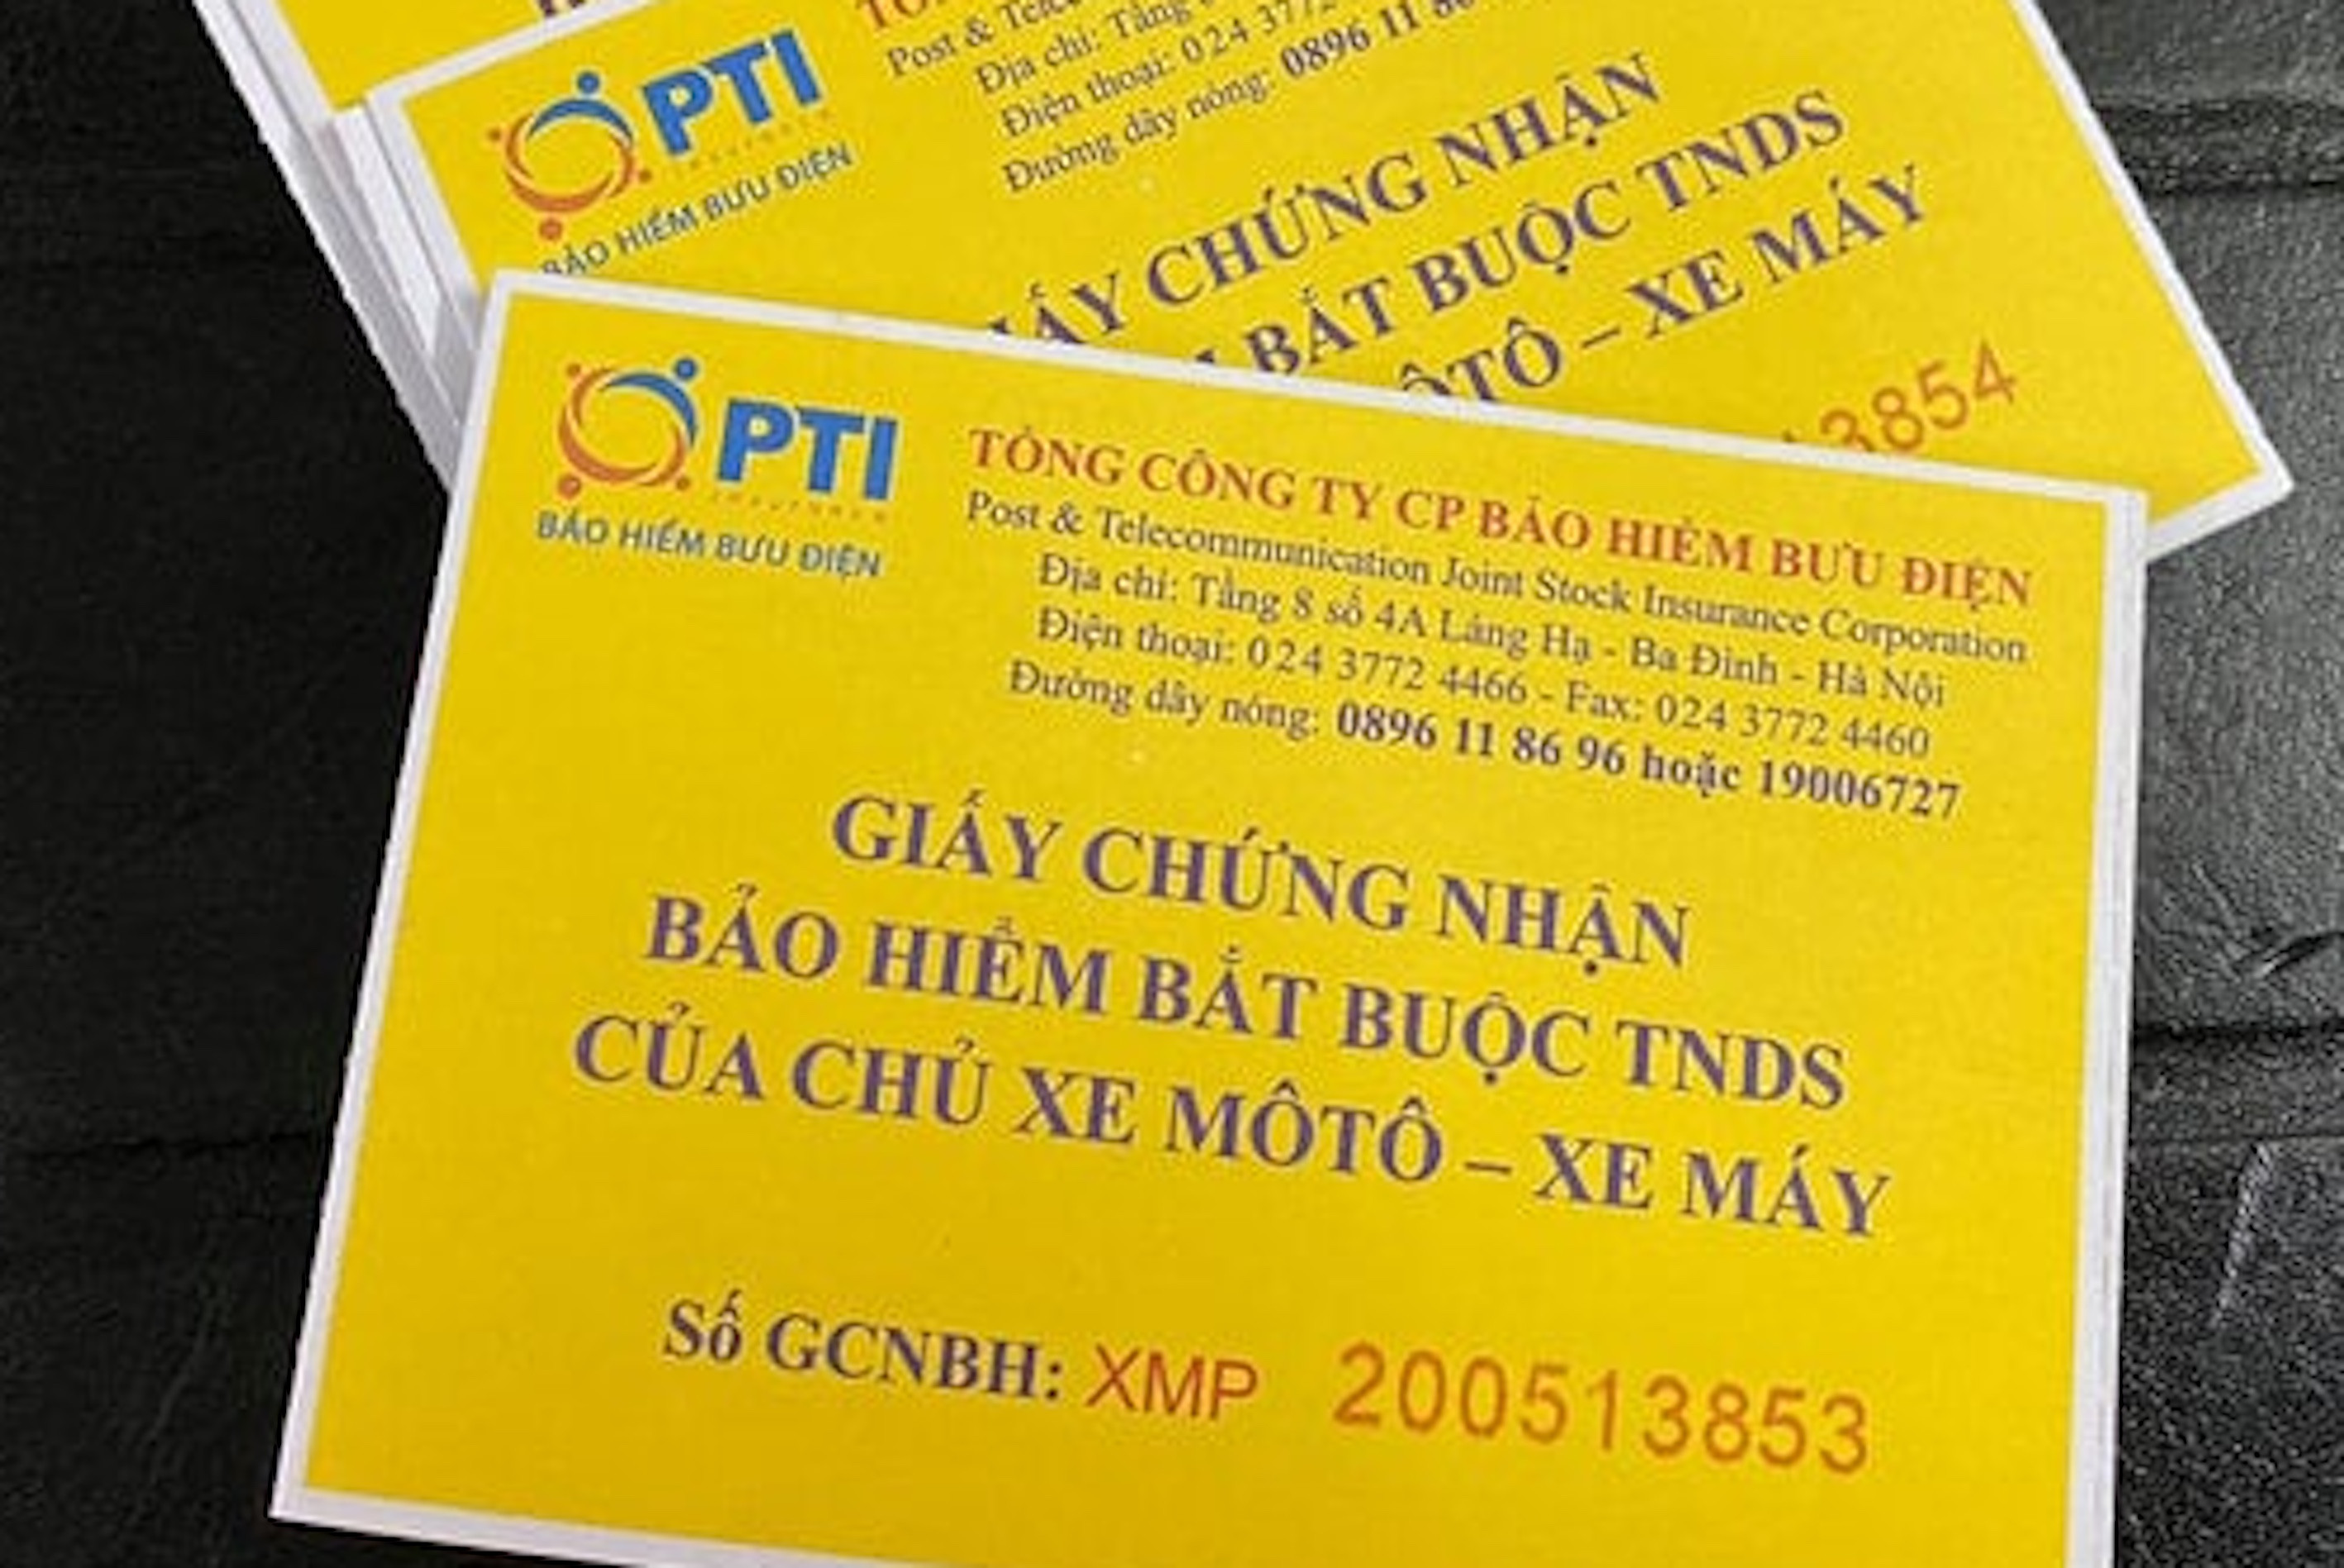 PTI
BẢO HIỂM BƯU ĐIỆN
Post & 
Địa chỉ: Tầng
Điện thoại: 024
Đường dây nóng: 0896 11
CHỨNG NHẬN
BẮT BUỘC TNDS
– XE MÁY
PTI
BẢO HIỂM BƯU ĐIỆN
TỔNG CÔNG TY CP BẢO HIỂM BƯU ĐIỆN
Post & Telecommunication Joint Stock Insurance Corporation
Địa chỉ: Tầng 8 số 4A Láng Hạ - Ba Đình - Hà Nội
Điện thoại: 024 3772 4466 - Fax: 024 3772 4460
Đường dây nóng: 0896 11 86 96 hoặc 19006727
GIẤY CHỨNG NHẬN
BẢO HIỂM BẮT BUỘC TNDS
CỦA CHỦ XE MÔTÔ – XE MÁY
Số GCNBH: XMP 200513853